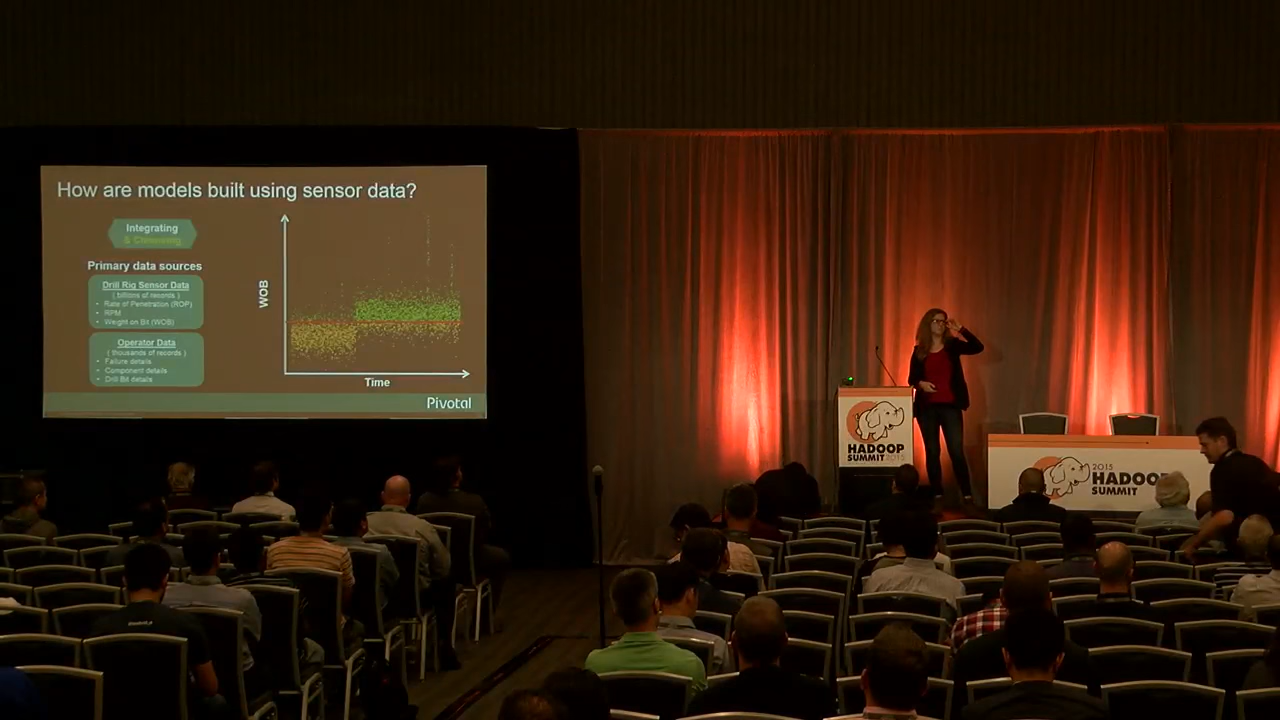 How are models built using sensor data?
Integrating
& Cleansing
Primary data sources
Drill Rig Sensor Data
( billions of records )
• Rate of Penetration (ROP)
• RPM
• Weight on Bit (WOB)
Operator Data
( thousands of records )
• Failure details
• Component details
• Drill Bit details
WOB
Time
Pivotal
HADOOP
SUMMIT 2015
2015
HADOOP
SUMMIT